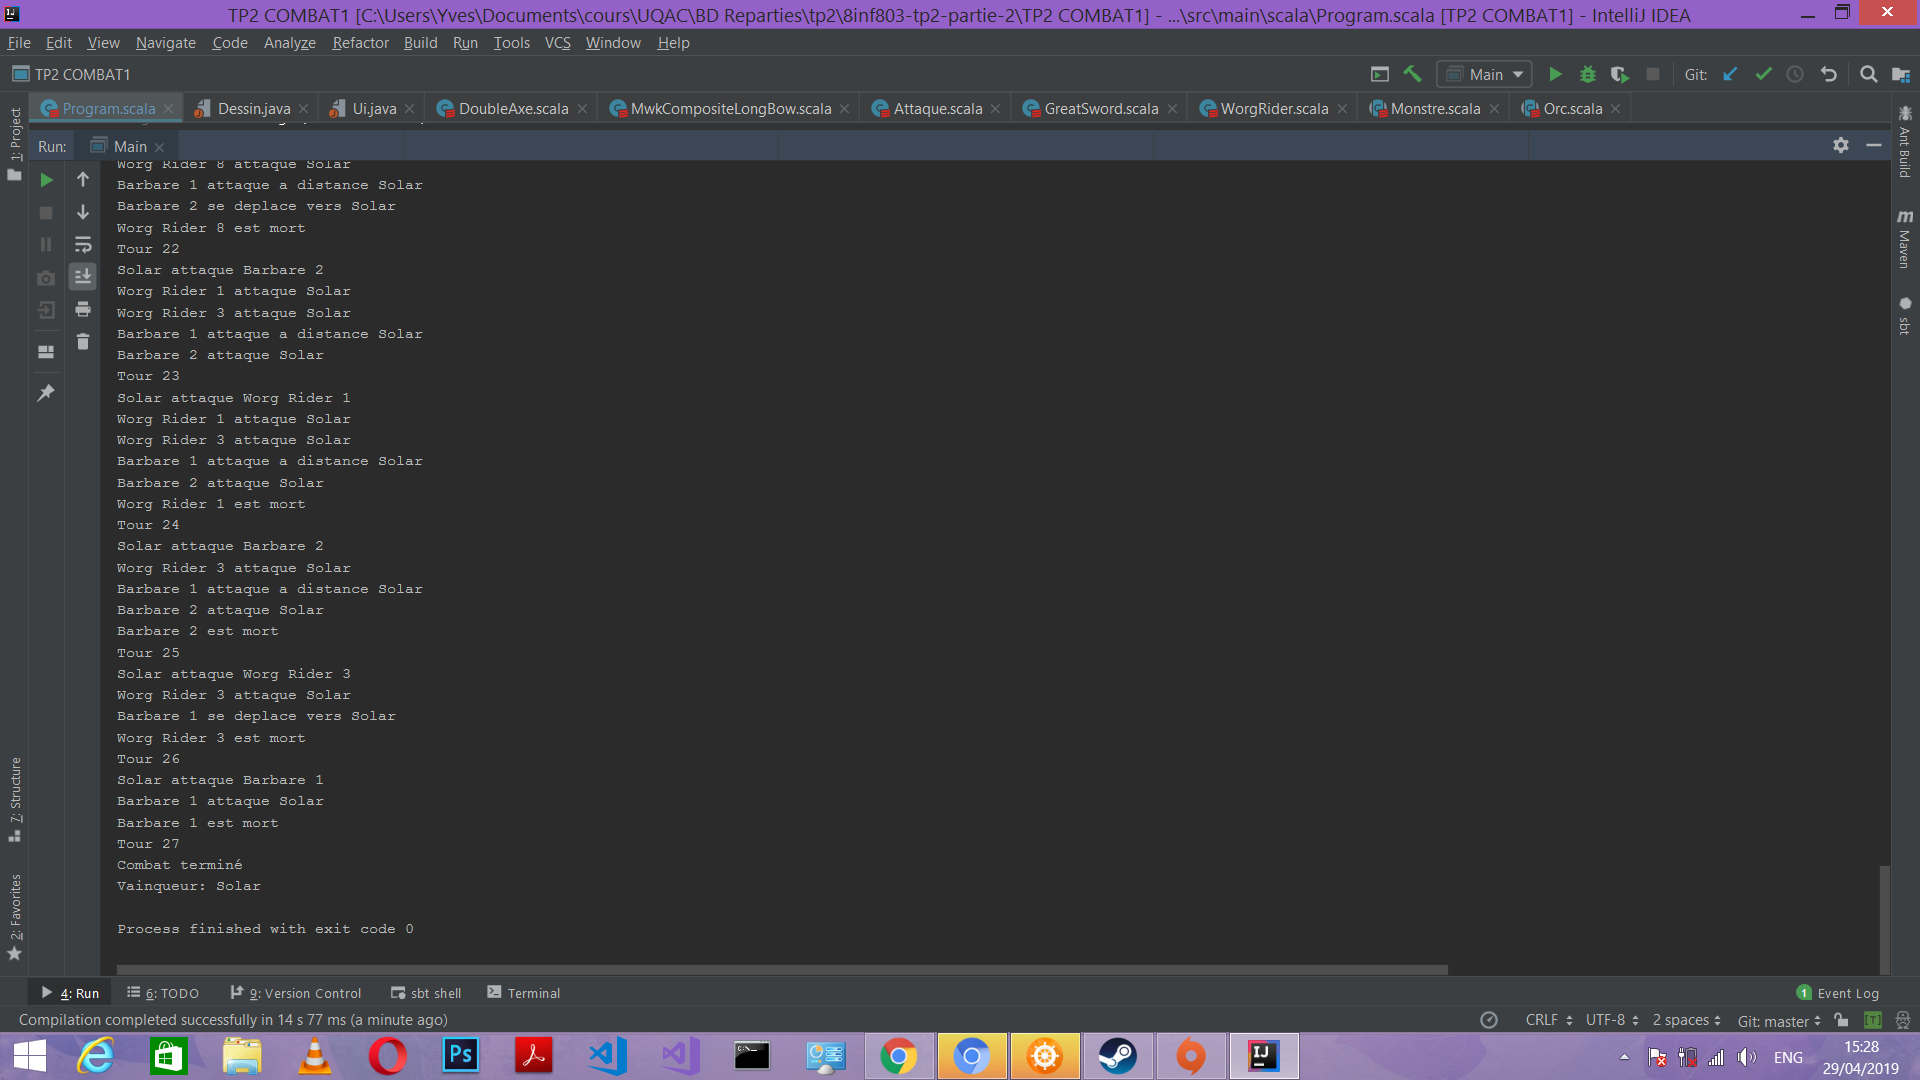 TP2 COMBAT1 [C:\Users\Yves\Documents\cours\UQAC\BD Reparties\tp2\8inf803-tp2-partie-2\TP2 COMBAT1] - ...\src\main\scala\Program.scala [TP2 COMBAT1] - IntelliJ IDEA
File Edit View Navigate Code Analyze Refactor Build Run Tools VCS Window Help
TP2 COMBAT1
Main
Git:
Program.scala Dessin.java Ui.java DoubleAxe.scala MwkCompositeLongBow.scala Attaque.scala GreatSword.scala WorgRider.scala Monstre.scala Orc.scala
1: Project
Run: Main
Worg Rider 8 attaque Solar
Barbare 1 attaque a distance Solar
Barbare 2 se deplace vers Solar
Worg Rider 8 est mort
Tour 22
Solar attaque Barbare 2
Worg Rider 1 attaque Solar
Worg Rider 3 attaque Solar
Barbare 1 attaque a distance Solar
Barbare 2 attaque Solar
Tour 23
Solar attaque Worg Rider 1
Worg Rider 1 attaque Solar
Worg Rider 3 attaque Solar
Barbare 1 attaque a distance Solar
Barbare 2 attaque Solar
Worg Rider 1 est mort
Tour 24
Solar attaque Barbare 2
Worg Rider 3 attaque Solar
Barbare 1 attaque a distance Solar
Barbare 2 attaque Solar
Barbare 2 est mort
Tour 25
Solar attaque Worg Rider 3
Worg Rider 3 attaque Solar
Barbare 1 se deplace vers Solar
Worg Rider 3 est mort
Tour 26
Solar attaque Barbare 1
Barbare 1 attaque Solar
Barbare 1 est mort
Tour 27
Combat terminé
Vainqueur: Solar
Process finished with exit code 0
7: Structure
2: Favorites
Ant Build
m Maven
sbt
4: Run 6: TODO 9: Version Control sbt shell Terminal
1 Event Log
Compilation completed successfully in 14 s 77 ms (a minute ago)
CRLF UTF-8 2 spaces Git: master [T]
Ps
IJ
ENG
15:28
29/04/2019